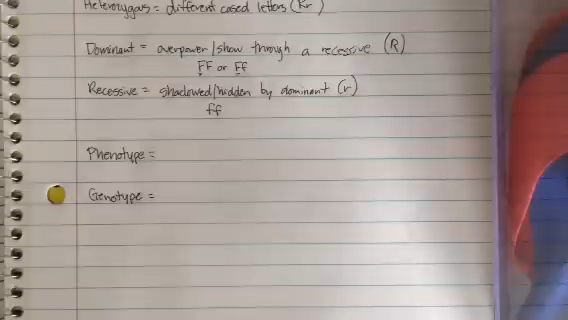 Heterozygous = different cased letters (Rr)
Dominant = overpower/show through a recessive (R)
FF or Ff
Recessive = shadowed/hidden by dominant (r)
ff
Phenotype =
Genotype =